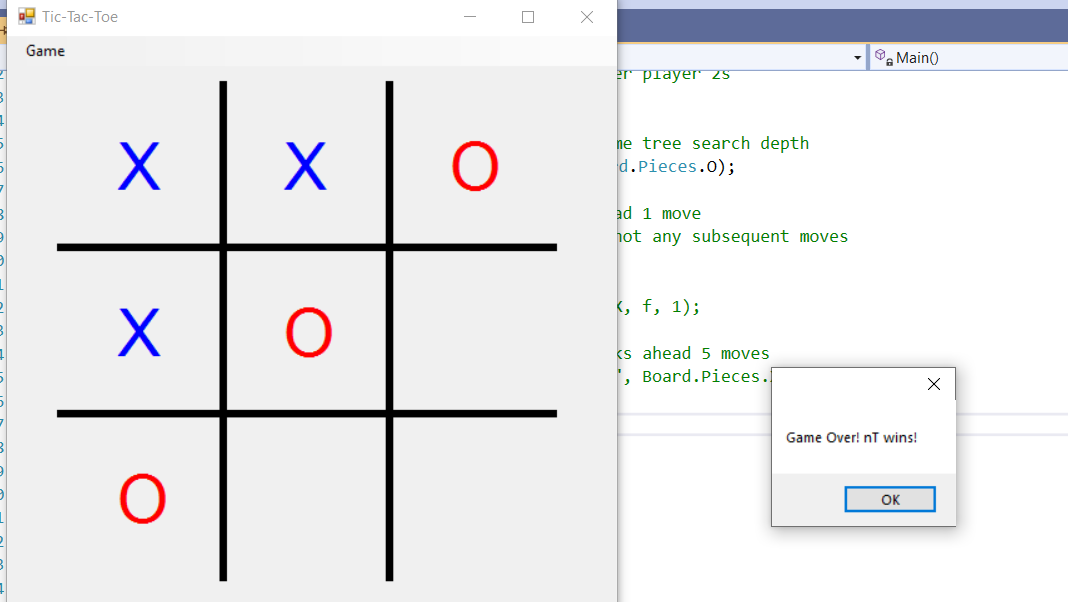 Tic-Tac-Toe
Game
Main()
er player 2s
me tree search depth
d.Pieces.O);
ad 1 move
not any subsequent moves
X, f, 1);
ks ahead 5 moves
", Board.Pieces.
X X O
X O
O
Game Over! nT wins!
OK